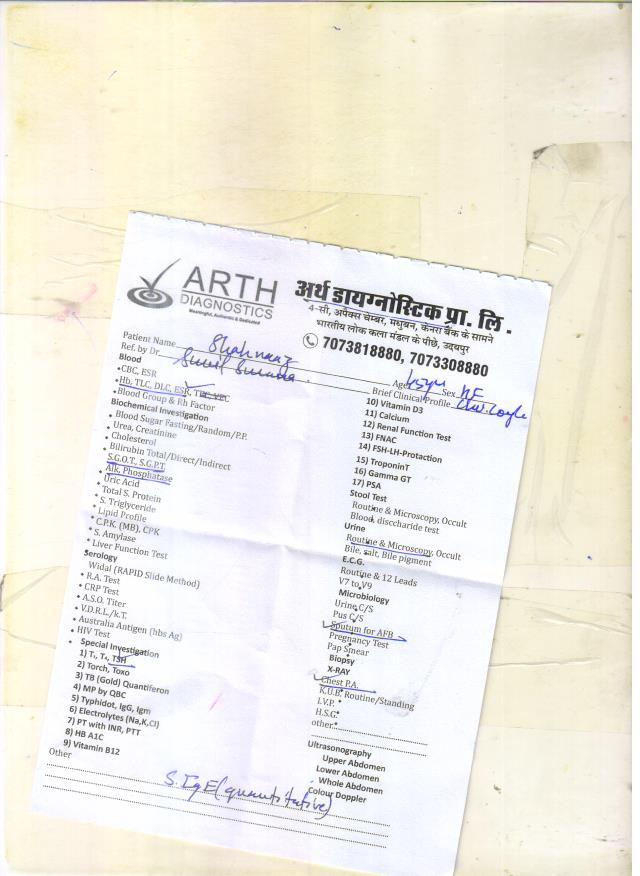 ARTH
DIAGNOSTICS
Meaningful, Authentic & Dedicated
अर्थ डायग्नोस्टिक प्रा. लि.
4-सी, अपेक्स चेम्बर, मधुबन, केनरा बैंक के सामने
भारतीय लोक कला मंडल के पीछे, उदयपुर
7073818880, 7073308880
Patient Name Shahnaaz
Ref. by Dr.
Age Sex
Brief Clinical Profile.
Blood
• CBC, ESR
• Hb, TLC, DLC, ESR, TRC, VEC
• Blood Group & Rh Factor
Biochemical Investigation
• Blood Sugar Fasting/Random/P.P.
• Urea, Creatinine
• Cholesterol
• Bilirubin Total/Direct/Indirect
• S.G.O.T., S.G.P.T.
• Alk, Phosphatase
• Uric Acid
• Total S. Protein
• S. Triglyceride
• Lipid Profile
• C.P.K. (MB), CPK
• S. Amylase
• Liver Function Test
Serology
• Widal (RAPID Slide Method)
• R.A. Test
• CRP Test
• A.S.O. Titer
• V.D.R.L./k.T.
• Australia Antigen (hbs Ag)
• HIV Test
• Special Investigation
1) T₃, T₄, TSH
2) Torch, Toxo
3) TB (Gold) Quantiferon
4) MP by QBC
5) Typhidot, IgG, Igm
6) Electrolytes (Na,K,Cl)
7) PT with INR, PTT
8) HB A1C
9) Vitamin B12
10) Vitamin D3
11) Calcium
12) Renal Function Test
13) FNAC
14) FSH-LH-Protaction
15) TroponinT
16) Gamma GT
17) PSA
Stool Test
Routine & Microscopy, Occult
Blood, disccharide test
Urine
Routine & Microscopy, Occult
Bile, salt, Bile pigment
E.C.G.
Routine & 12 Leads
V7 to V9
Microbiology
Urine C/S
Pus C/S
Sputum for AFB
Pregnancy Test
Pap Smear
Biopsy
X-RAY
Chest P.A.
K.U.B. Routine/Standing
I.V.P.
H.S.G.
other.
Ultrasonography
Upper Abdomen
Lower Abdomen
Whole Abdomen
Colour Doppler
Other
S. IgE (quantitative)